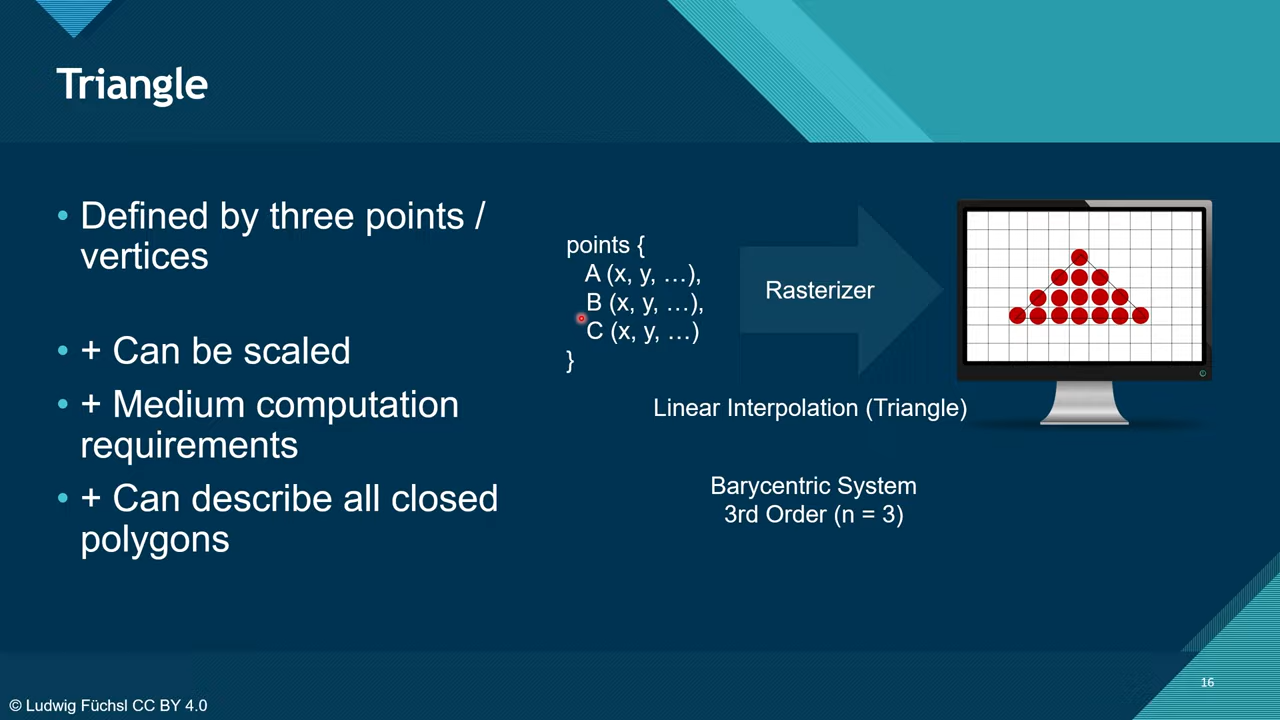 Triangle
• Defined by three points /
vertices
• + Can be scaled
• + Medium computation
requirements
• + Can describe all closed
polygons
points {
A (x, y, …),
B (x, y, …),
C (x, y, …)
}
Rasterizer
Linear Interpolation (Triangle)
Barycentric System
3rd Order (n = 3)
16
© Ludwig Füchsl CC BY 4.0